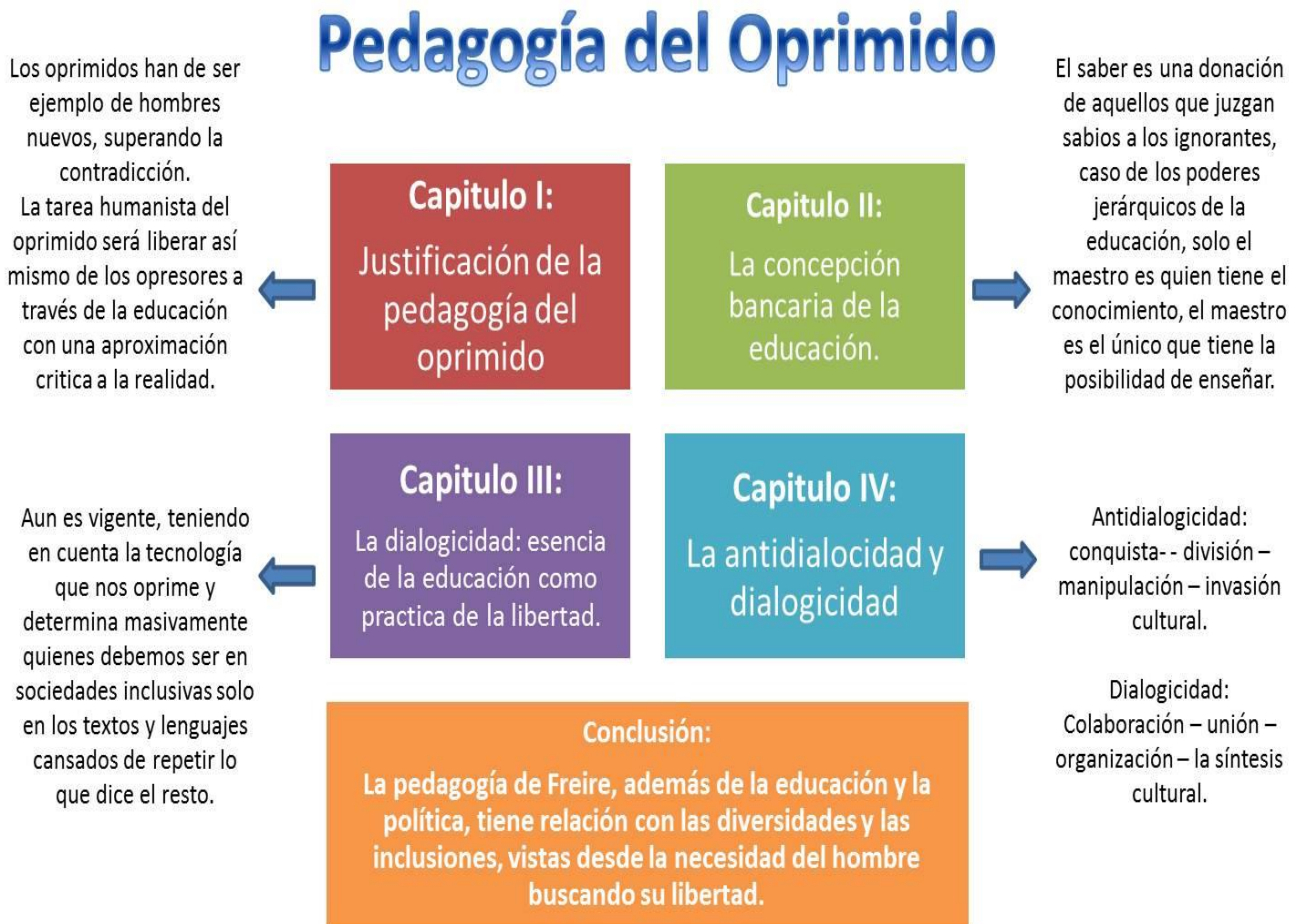 Pedagogía del Oprimido
Los oprimidos han de ser
ejemplo de hombres
nuevos, superando la
contradicción.
La tarea humanista del
oprimido será liberar así
mismo de los opresores a
través de la educación
con una aproximación
critica a la realidad.
Capitulo I:
Justificación de la
pedagogía del
oprimido
Capitulo II:
La concepción
bancaria de la
educación.
El saber es una donación
de aquellos que juzgan
sabios a los ignorantes,
caso de los poderes
jerárquicos de la
educación, solo el
maestro es quien tiene el
conocimiento, el maestro
es el único que tiene la
posibilidad de enseñar.
Aun es vigente, teniendo
en cuenta la tecnología
que nos oprime y
determina masivamente
quienes debemos ser en
sociedades inclusivas solo
en los textos y lenguajes
cansados de repetir lo
que dice el resto.
Capitulo III:
La dialogicidad: esencia
de la educación como
practica de la libertad.
Capitulo IV:
La antidialocidad y
dialogicidad
Antidialogicidad:
conquista- - división –
manipulación – invasión
cultural.
Dialogicidad:
Colaboración – unión –
organización – la síntesis
cultural.
Conclusión:
La pedagogía de Freire, además de la educación y la
política, tiene relación con las diversidades y las
inclusiones, vistas desde la necesidad del hombre
buscando su libertad.